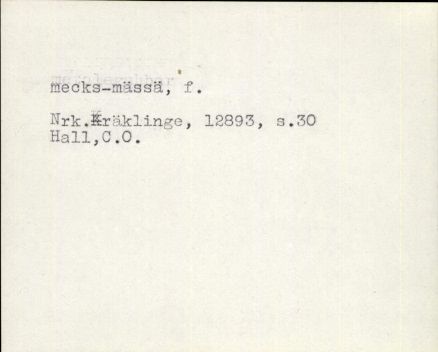 mecks-mässä, f.
Nrk.Kräklinge, 12893, s.30
Hall,C.O.